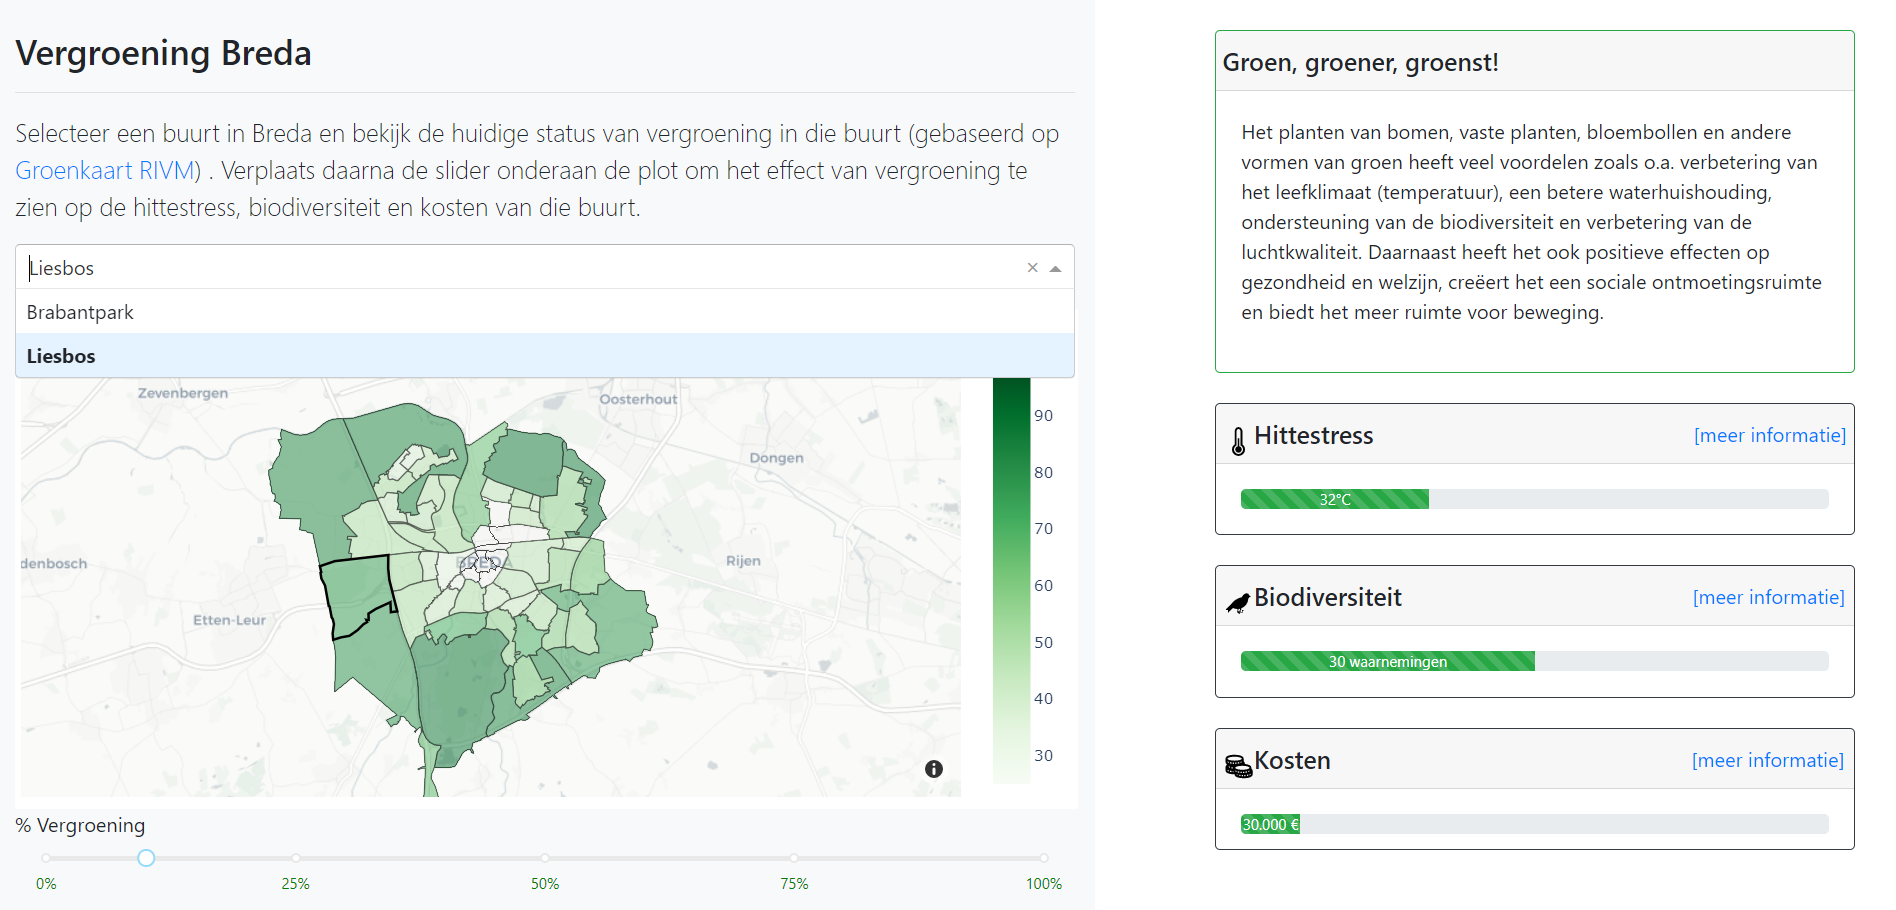 Vergroening Breda
Selecteer een buurt in Breda en bekijk de huidige status van vergroening in die buurt (gebaseerd op
Groenkaart RIVM) . Verplaats daarna de slider onderaan de plot om het effect van vergroening te
zien op de hittestress, biodiversiteit en kosten van die buurt.
Liesbos
Brabantpark
Liesbos
Zevenbergen
Oosterhout
Dongen
denbosch
BREDA
Rijen
Etten-Leur
90
80
70
60
50
40
30
% Vergroening
0%
25%
50%
75%
100%
Groen, groener, groenst!
Het planten van bomen, vaste planten, bloembollen en andere
vormen van groen heeft veel voordelen zoals o.a. verbetering van
het leefklimaat (temperatuur), een betere waterhuishouding,
ondersteuning van de biodiversiteit en verbetering van de
luchtkwaliteit. Daarnaast heeft het ook positieve effecten op
gezondheid en welzijn, creëert het een sociale ontmoetingsruimte
en biedt het meer ruimte voor beweging.
Hittestress [meer informatie]
32°C
Biodiversiteit [meer informatie]
30 waarnemingen
Kosten [meer informatie]
30.000 €